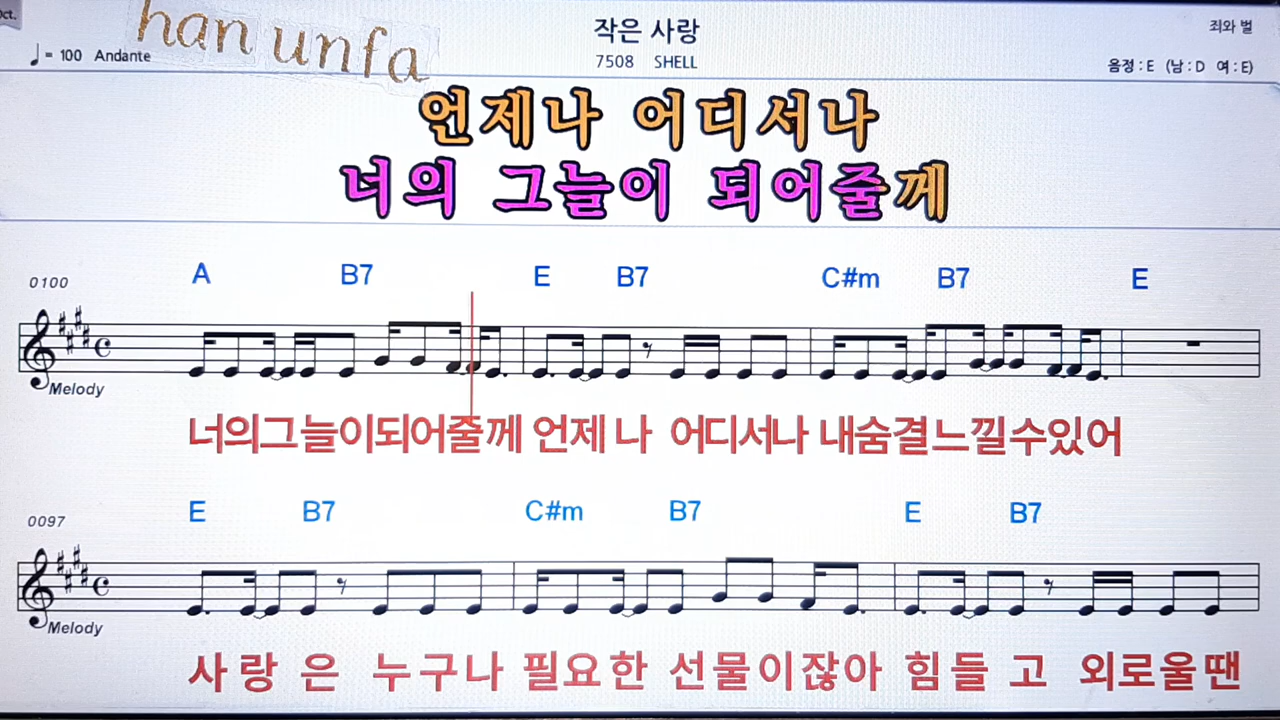 Oct.
han unfa
작은 사랑
죄와 벌
♩= 100 Andante
7508 SHELL
음정 : E (남 : D 여 : E)
언제나 어디서나
너의 그늘이 되어줄께
A B7 E B7 C#m B7 E
0100
Melody
너의그늘이되어줄께 언제 나 어디서나 내숨결느낄수있어
E B7 C#m B7 E B7
0097
Melody
사랑 은 누구나 필요한 선물이잖아 힘들 고 외로울땐